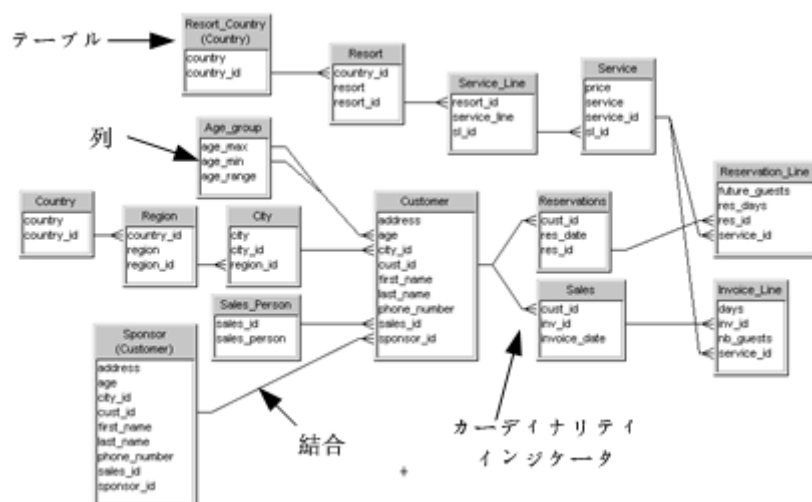 テーブル
Resort_Country
(Country)
country
country_id
Resort
country_id
resort
resort_id
Service_Line
resort_id
service_line
sl_id
Service
price
service
service_id
sl_id
列
Age_group
age_max
age_min
age_range
Country
country
country_id
Region
country_id
region
region_id
City
city
city_id
region_id
Customer
address
age
city_id
cust_id
first_name
last_name
phone_number
sales_id
sponsor_id
Reservations
cust_id
res_date
res_id
Reservation_Line
future_guests
res_days
res_id
service_id
Sales_Person
sales_id
sales_person
Sales
cust_id
inv_id
invoice_date
Invoice_Line
days
inv_id
nb_guests
service_id
Sponsor
(Customer)
address
age
city_id
cust_id
first_name
last_name
phone_number
sales_id
sponsor_id
結合
カーディナリティ
インジケータ